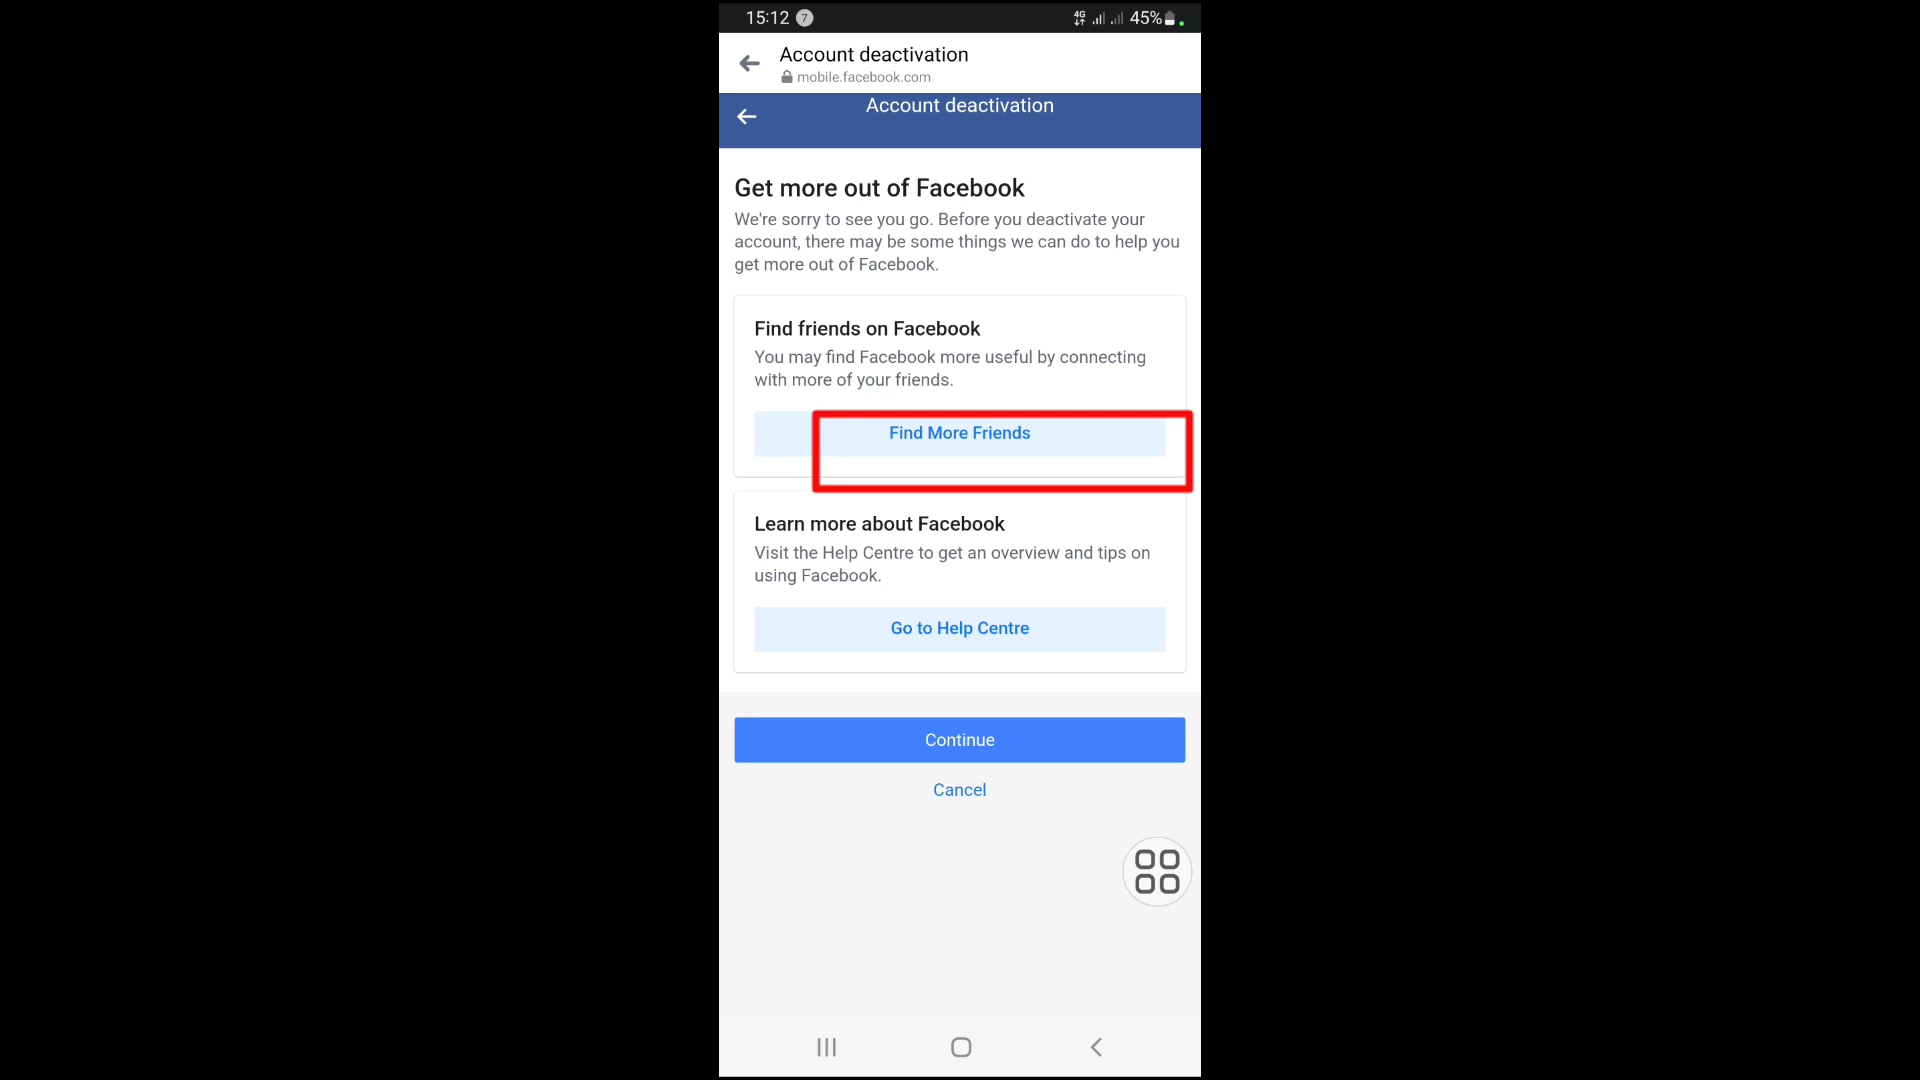 15:12 7 4G 45%
Account deactivation
mobile.facebook.com
Account deactivation
Get more out of Facebook
We're sorry to see you go. Before you deactivate your
account, there may be some things we can do to help you
get more out of Facebook.
Find friends on Facebook
You may find Facebook more useful by connecting
with more of your friends.
Find More Friends
Learn more about Facebook
Visit the Help Centre to get an overview and tips on
using Facebook.
Go to Help Centre
Continue
Cancel